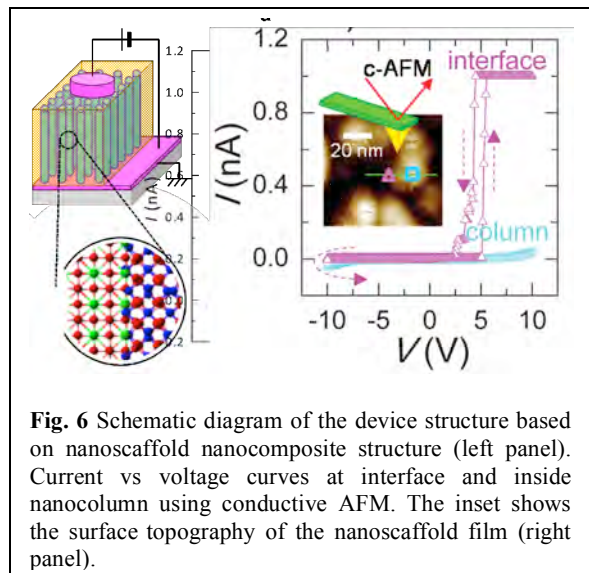 1.2
1.0
0.8
0.6
0.4
0.2
0.0
0.2
I (nA)
1.2
0.8
0.4
0.0
I (nA)
interface
c-AFM
20 nm
column
-10 -5 0 5 10
V (V)
Fig. 6 Schematic diagram of the device structure based
on nanoscaffold nanocomposite structure (left panel).
Current vs voltage curves at interface and inside
nanocolumn using conductive AFM. The inset shows
the surface topography of the nanoscaffold film (right
panel).